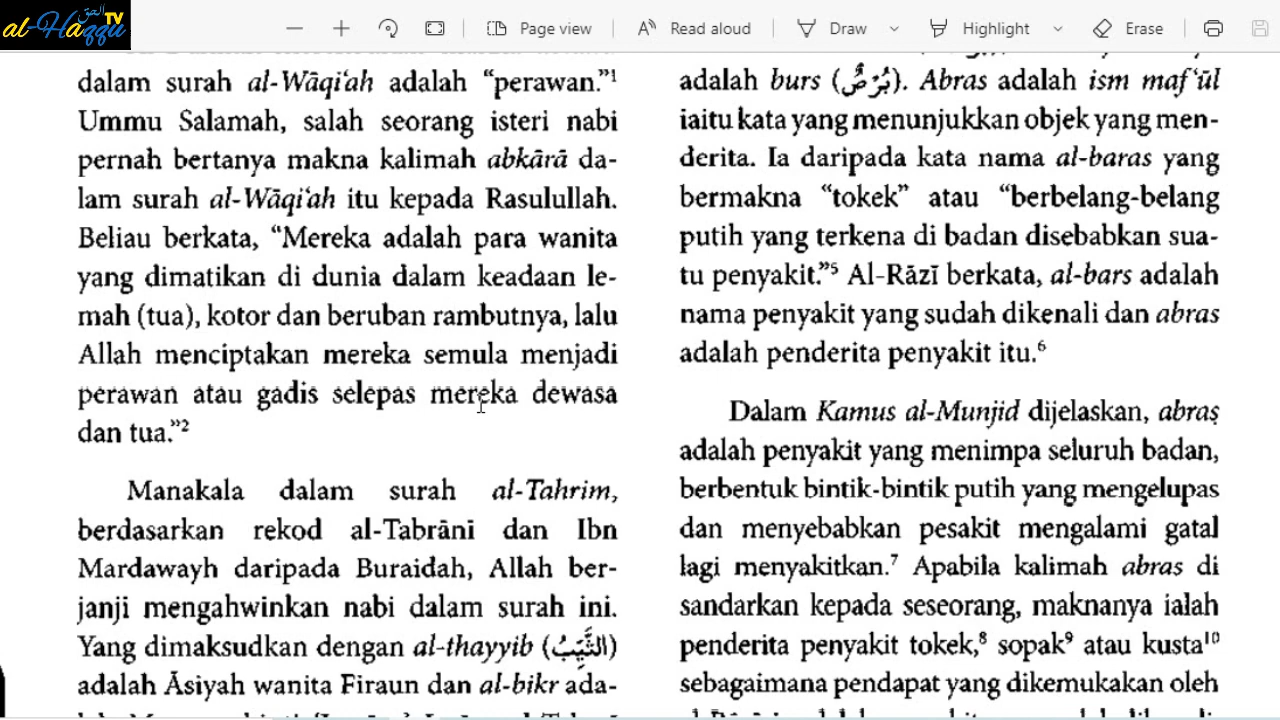 الحق
al-Haqqu TV
Page view
Read aloud
Draw
Highlight
Erase
dalam surah al-Wāqi‘ah adalah “perawan.”¹
Ummu Salamah, salah seorang isteri nabi
pernah bertanya makna kalimah abkārā da-
lam surah al-Wāqi‘ah itu kepada Rasulullah.
Beliau berkata, “Mereka adalah para wanita
yang dimatikan di dunia dalam keadaan le-
mah (tua), kotor dan beruban rambutnya, lalu
Allah menciptakan mereka semula menjadi
perawan atau gadis selepas mereka dewasa
dan tua.”²
Manakala dalam surah al-Tahrim,
berdasarkan rekod al-Tabrāni dan Ibn
Mardawayh daripada Buraidah, Allah ber-
janji mengahwinkan nabi dalam surah ini.
Yang dimaksudkan dengan al-thayyib (الثَّيِّبُ)
adalah Āsiyah wanita Firaun dan al-bikr ada-
adalah burs (بُرْصٌ). Abras adalah ism maf‘ūl
iaitu kata yang menunjukkan objek yang men-
derita. Ia daripada kata nama al-baras yang
bermakna “tokek” atau “berbelang-belang
putih yang terkena di badan disebabkan sua-
tu penyakit.”⁵ Al-Rāzī berkata, al-bars adalah
nama penyakit yang sudah dikenali dan abras
adalah penderita penyakit itu.⁶
Dalam Kamus al-Munjid dijelaskan, abraṣ
adalah penyakit yang menimpa seluruh badan,
berbentuk bintik-bintik putih yang mengelupas
dan menyebabkan pesakit mengalami gatal
lagi menyakitkan.⁷ Apabila kalimah abras di
sandarkan kepada seseorang, maknanya ialah
penderita penyakit tokek,⁸ sopak⁹ atau kusta¹⁰
sebagaimana pendapat yang dikemukakan oleh